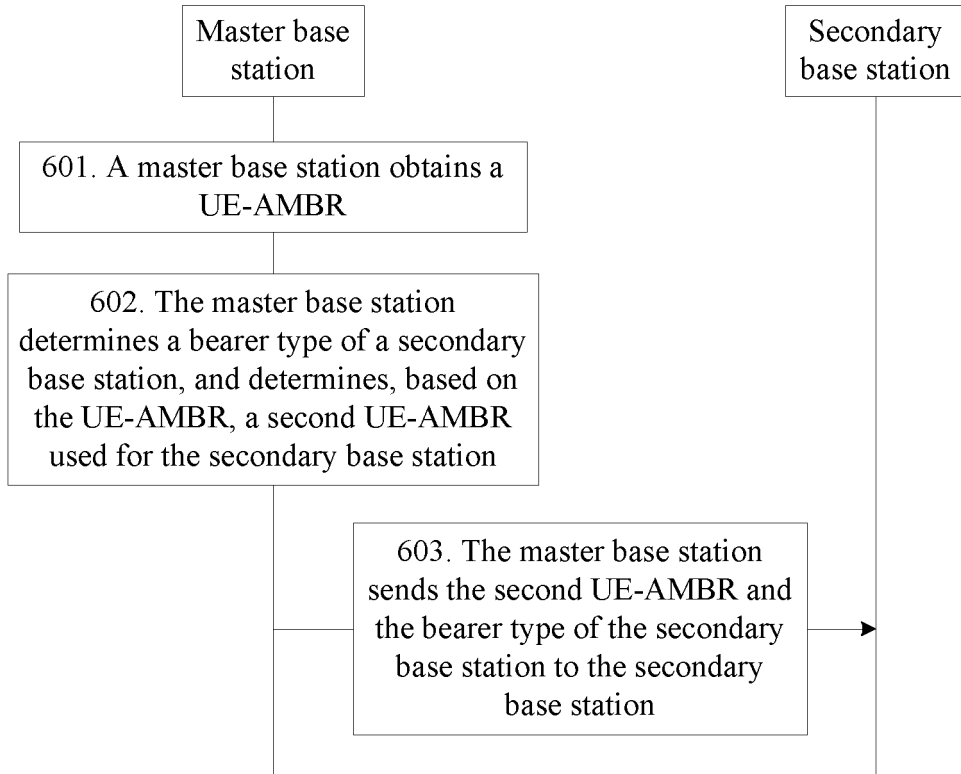 Master base
station
Secondary
base station
601. A master base station obtains a
UE-AMBR
602. The master base station
determines a bearer type of a secondary
base station, and determines, based on
the UE-AMBR, a second UE-AMBR
used for the secondary base station
603. The master base station
sends the second UE-AMBR and
the bearer type of the secondary
base station to the secondary
base station